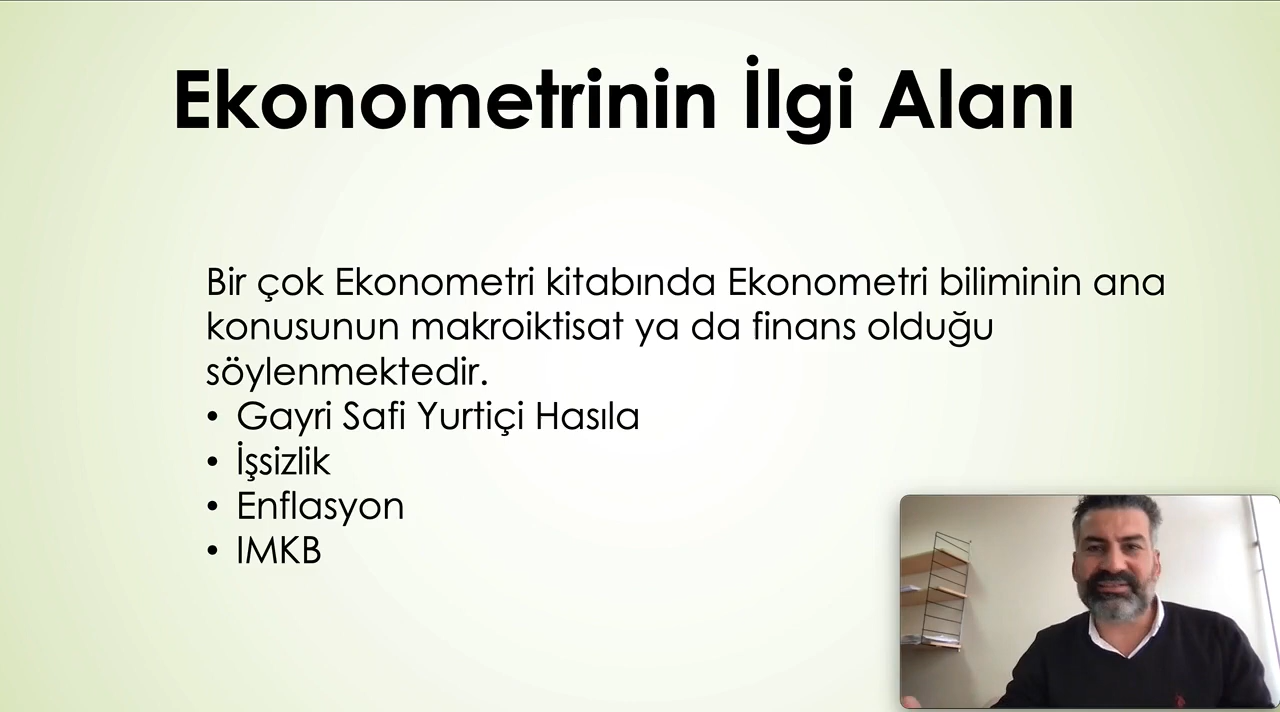 Ekonometrinin İlgi Alanı
Bir çok Ekonometri kitabında Ekonometri biliminin ana
konusunun makroiktisat ya da finans olduğu
söylenmektedir.
• Gayri Safi Yurtiçi Hasıla
• İşsizlik
• Enflasyon
• IMKB